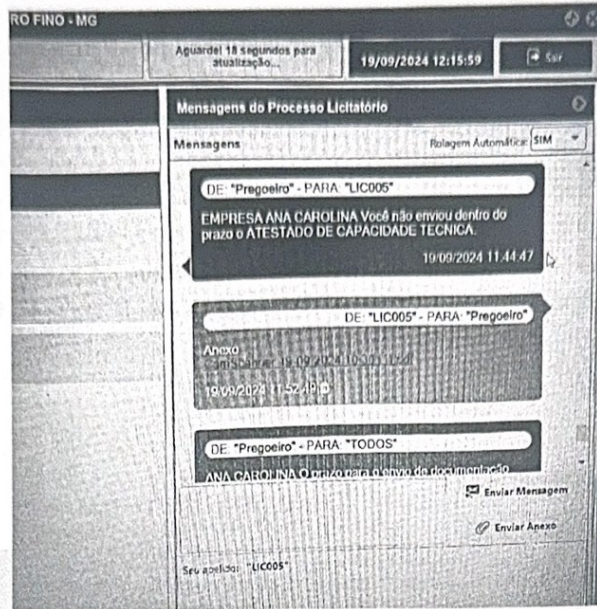 RO FINO - MG
Aguarde! 18 segundos para
atualização...
19/09/2024 12:15:59
Sair
Mensagens do Processo Licitatório
Mensagens
Rolagem Automática: SIM
DE: "Pregoeiro" - PARA: "LIC005"
EMPRESA ANA CAROLINA Você não enviou dentro do
prazo o ATESTADO DE CAPACIDADE TECNICA.
19/09/2024 11:44:47
DE: "LIC005" - PARA: "Pregoeiro"
Anexo
19/09/2024 11:52:49
DE: "Pregoeiro" - PARA: "TODOS"
ANA CAROLINA O prazo para o envio de documentação
Enviar Mensagem
Enviar Anexo
Seu apelido: "LIC005"